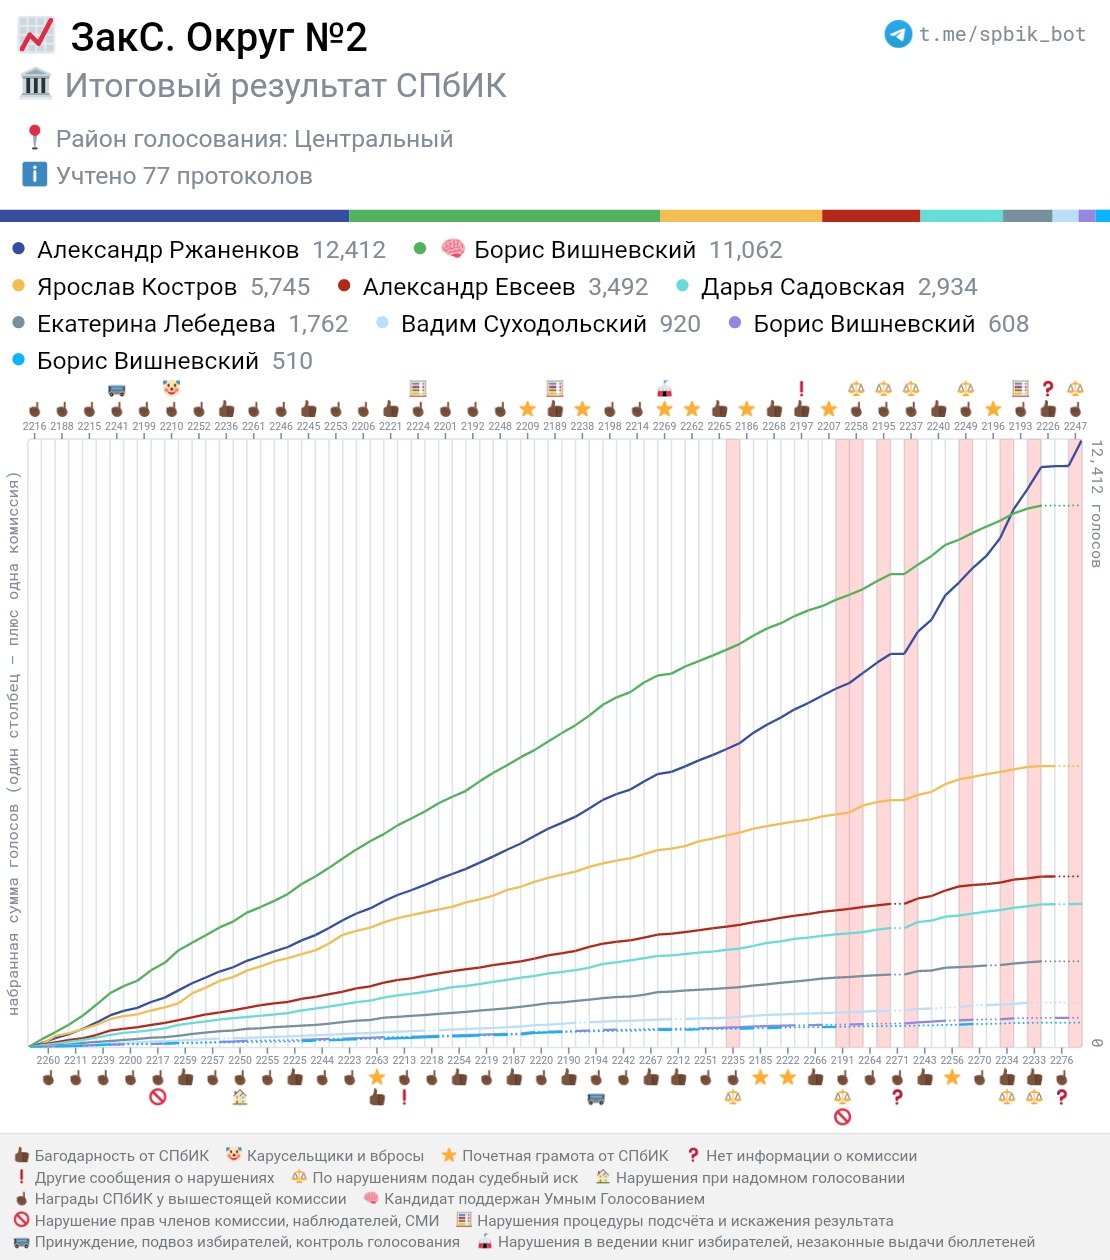 ЗакС. Округ №2
t.me/spbik_bot
Итоговый результат СПбИК
Район голосования: Центральный
Учтено 77 протоколов
Александр Ржаненков 12,412 Борис Вишневский 11,062
Ярослав Костров 5,745 Александр Евсеев 3,492 Дарья Садовская 2,934
Екатерина Лебедева 1,762 Вадим Суходольский 920 Борис Вишневский 608
Борис Вишневский 510
2216 2188 2215 2241 2199 2210 2252 2236 2261 2246 2245 2253 2206 2221 2224 2201 2192 2248 2209 2189 2238 2198 2214 2269 2262 2265 2186 2268 2197 2207 2258 2195 2237 2240 2249 2196 2193 2226 2247
набранная сумма голосов (один столбец – плюс одна комиссия)
12,412 голосов
0
2260 2211 2239 2200 2217 2259 2257 2250 2255 2225 2244 2223 2263 2213 2218 2254 2219 2187 2220 2190 2194 2242 2267 2212 2251 2235 2185 2222 2266 2191 2264 2271 2243 2256 2270 2234 2233 2276
Багодарность от СПбИК Карусельщики и вбросы Почетная грамота от СПбИК Нет информации о комиссии
Другие сообщения о нарушениях По нарушениям подан судебный иск Нарушения при надомном голосовании
Награды СПбИК у вышестоящей комиссии Кандидат поддержан Умным Голосованием
Нарушение прав членов комиссии, наблюдателей, СМИ Нарушения процедуры подсчёта и искажения результата
Принуждение, подвоз избирателей, контроль голосования Нарушения в ведении книг избирателей, незаконные выдачи бюллетеней